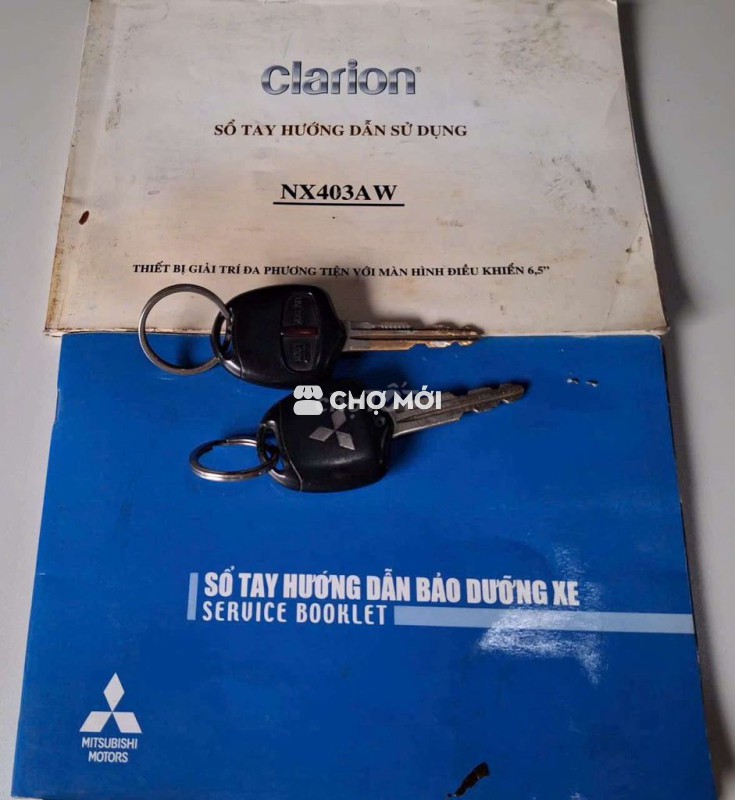 clarion
SỔ TAY HƯỚNG DẪN SỬ DỤNG
NX403AW
THIẾT BỊ GIẢI TRÍ ĐA PHƯƠNG TIỆN VỚI MÀN HÌNH ĐIỀU KHIỂN 6,5”
CHỢ MỚI
SỔ TAY HƯỚNG DẪN BẢO DƯỠNG XE
SERVICE BOOKLET
MITSUBISHI
MOTORS